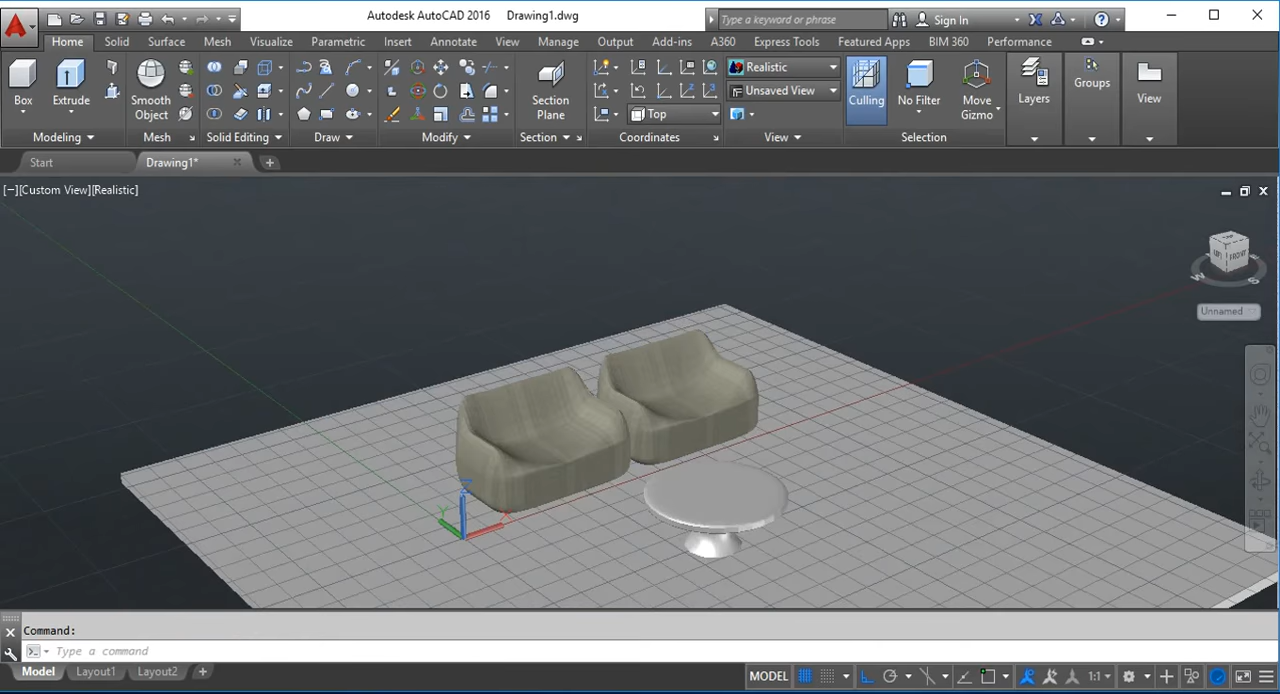 Autodesk AutoCAD 2016 Drawing1.dwg
Type a keyword or phrase
Sign In
Home Solid Surface Mesh Visualize Parametric Insert Annotate View Manage Output Add-ins A360 Express Tools Featured Apps BIM 360 Performance
Box
Extrude
Smooth
Object
Section
Plane
Realistic
Unsaved View
Top
Culling
No Filter
Move
Gizmo
Layers
Groups
View
Modeling
Mesh
Solid Editing
Draw
Modify
Section
Coordinates
View
Selection
Start
Drawing1*
[−][Custom View][Realistic]
TOP
FRONT
W
S
Unnamed
Z
Y
X
Command:
Type a command
Model Layout1 Layout2
MODEL
1:1